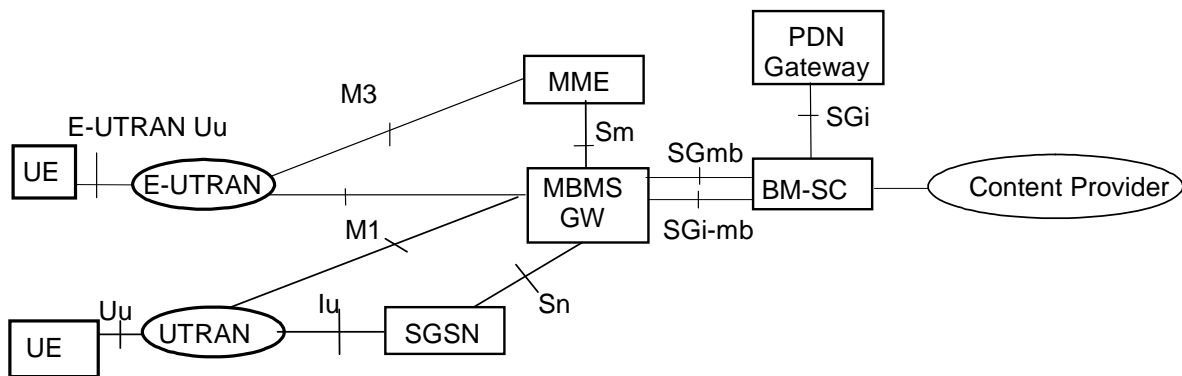 PDN
Gateway
MME
M3
SGi
E-UTRAN Uu
Sm
SGmb
UE
E-UTRAN
MBMS
GW
BM-SC
Content Provider
M1
SGi-mb
Sn
Uu
Iu
UE
UTRAN
SGSN